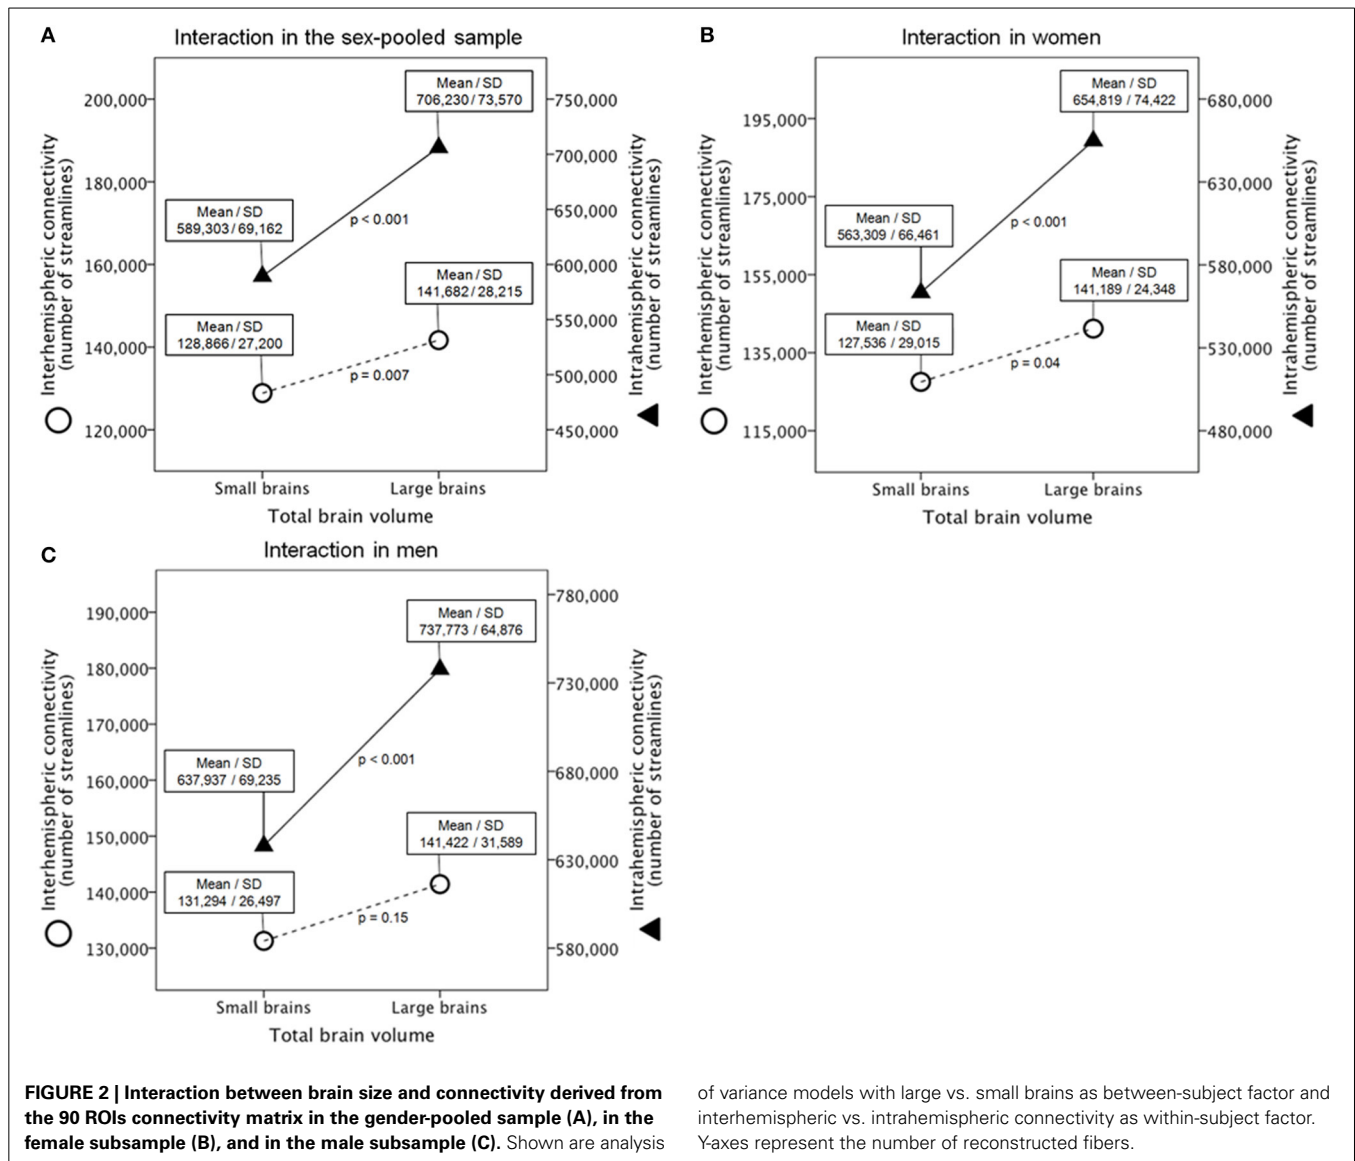 A
Interaction in the sex-pooled sample
Mean / SD
706,230 / 73,570
Mean / SD
589,303 / 69,162
p < 0.001
Mean / SD
141,682 / 28,215
Mean / SD
128,866 / 27,200
p = 0.007
200,000
180,000
160,000
140,000
120,000
750,000
700,000
650,000
600,000
550,000
500,000
450,000
Interhemispheric connectivity
(number of streamlines)
Intrahemispheric connectivity
(number of streamlines)
Small brains
Large brains
Total brain volume
B
Interaction in women
Mean / SD
654,819 / 74,422
Mean / SD
563,309 / 66,461
p < 0.001
Mean / SD
141,189 / 24,348
Mean / SD
127,536 / 29,015
p = 0.04
195,000
175,000
155,000
135,000
115,000
680,000
630,000
580,000
530,000
480,000
Interhemispheric connectivity
(number of streamlines)
Intrahemispheric connectivity
(number of streamlines)
Small brains
Large brains
Total brain volume
C
Interaction in men
Mean / SD
737,773 / 64,876
Mean / SD
637,937 / 69,235
p < 0.001
Mean / SD
141,422 / 31,589
Mean / SD
131,294 / 26,497
p = 0.15
190,000
180,000
170,000
160,000
150,000
140,000
130,000
780,000
730,000
680,000
630,000
580,000
Interhemispheric connectivity
(number of streamlines)
Intrahemispheric connectivity
(number of streamlines)
Small brains
Large brains
Total brain volume
FIGURE 2 | Interaction between brain size and connectivity derived from
the 90 ROIs connectivity matrix in the gender-pooled sample (A), in the
female subsample (B), and in the male subsample (C). Shown are analysis
of variance models with large vs. small brains as between-subject factor and
interhemispheric vs. intrahemispheric connectivity as within-subject factor.
Y-axes represent the number of reconstructed fibers.